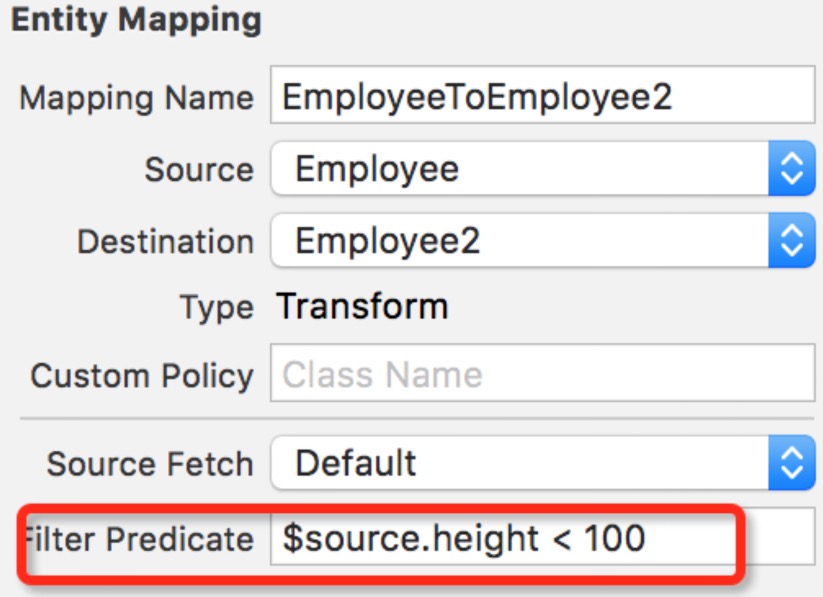 Entity Mapping
Mapping Name EmployeeToEmployee2
Source Employee
Destination Employee2
Type Transform
Custom Policy Class Name
Source Fetch Default
Filter Predicate $source.height < 100